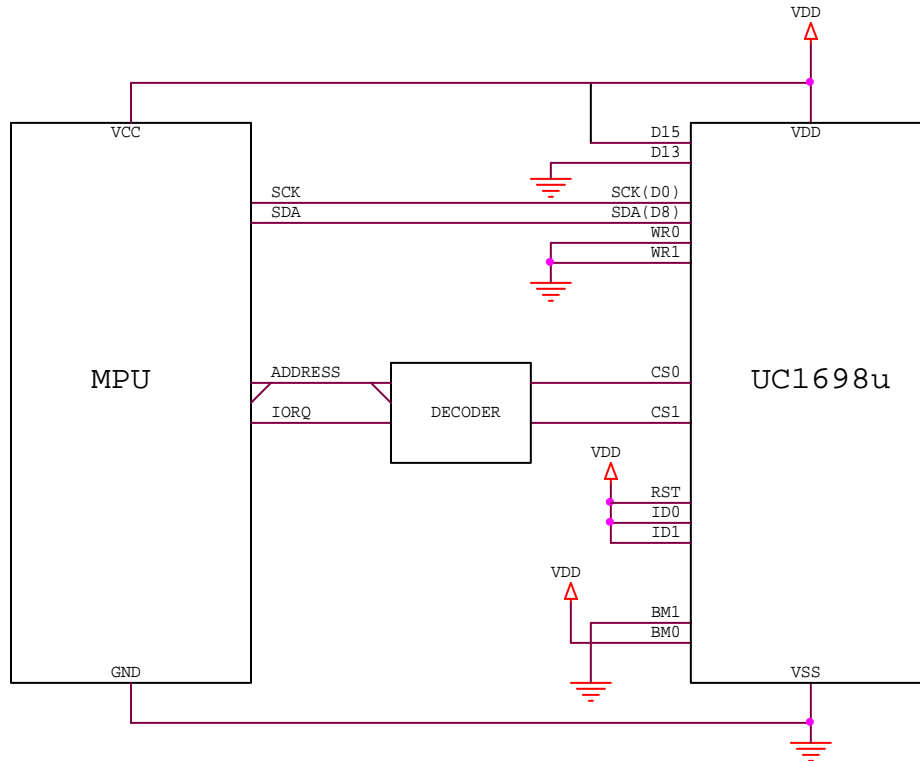 VDD
VCC
VDD
D15
D13
SCK SCK(D0)
SDA SDA(D8)
WR0
WR1
MPU
UC1698u
ADDRESS CS0
DECODER
IORQ CS1
VDD
RST
ID0
ID1
VDD
BM1
BM0
GND
VSS